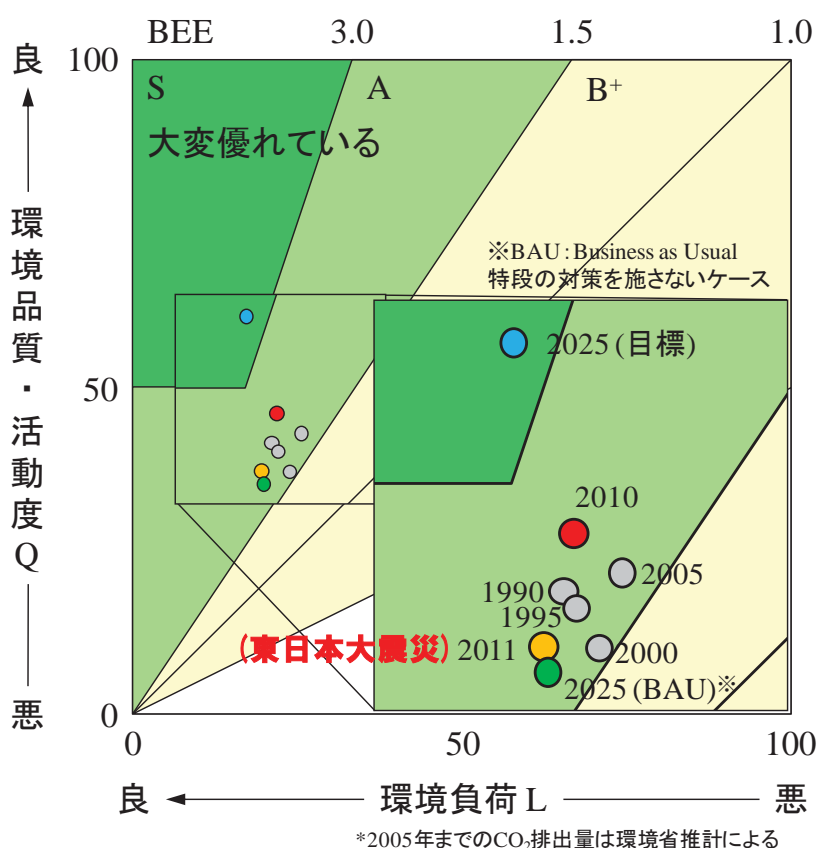 BEE 3.0 1.5 1.0
良 100
S A B⁺
大変優れている
※BAU:Business as Usual
特段の対策を施さないケース
環境品質・活動度 Q
2025 (目標)
50
2010
2005
1990
1995
(東日本大震災) 2011 2000
2025 (BAU)※
悪 0
0 50 100
良 環境負荷 L 悪
*2005年までのCO₂排出量は環境省推計による